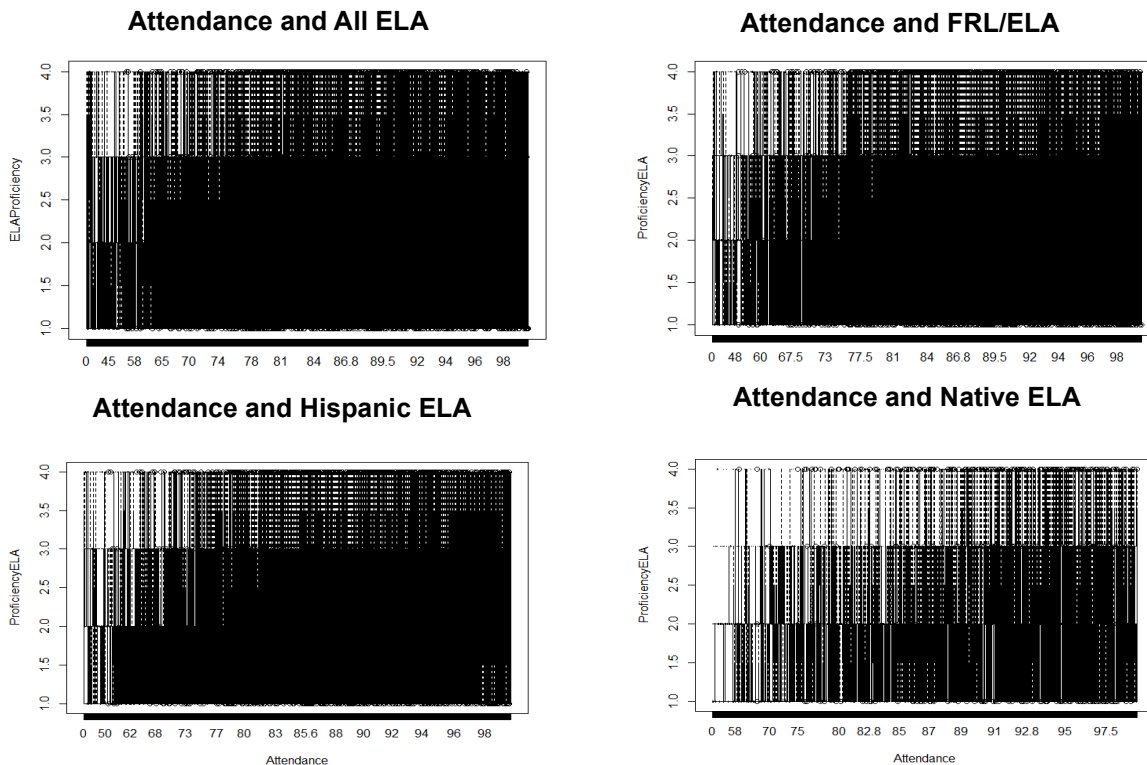 Attendance and All ELA
ELAProficiency
4.0
3.5
3.0
2.5
2.0
1.5
1.0
0 45 58 65 70 74 78 81 84 86.8 89.5 92 94 96 98
Attendance and FRL/ELA
ProficiencyELA
4.0
3.5
3.0
2.5
2.0
1.5
1.0
0 48 60 67.5 73 77.5 81 84 86.8 89.5 92 94 96 98
Attendance and Hispanic ELA
ProficiencyELA
4.0
3.5
3.0
2.5
2.0
1.5
1.0
0 50 62 68 73 77 80 83 85.6 88 90 92 94 96 98
Attendance
Attendance and Native ELA
ProficiencyELA
4.0
3.5
3.0
2.5
2.0
1.5
1.0
0 58 70 75 80 82.8 85 87 89 91 92.8 95 97.5
Attendance